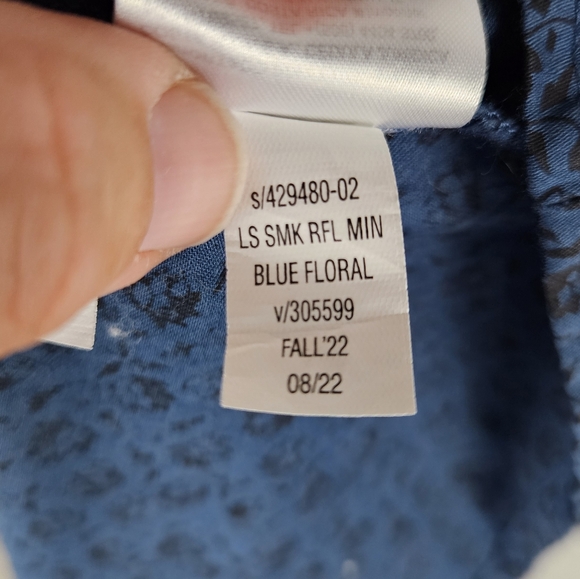 s/429480-02
LS SMK RFL MIN
BLUE FLORAL
v/305599
FALL'22
08/22